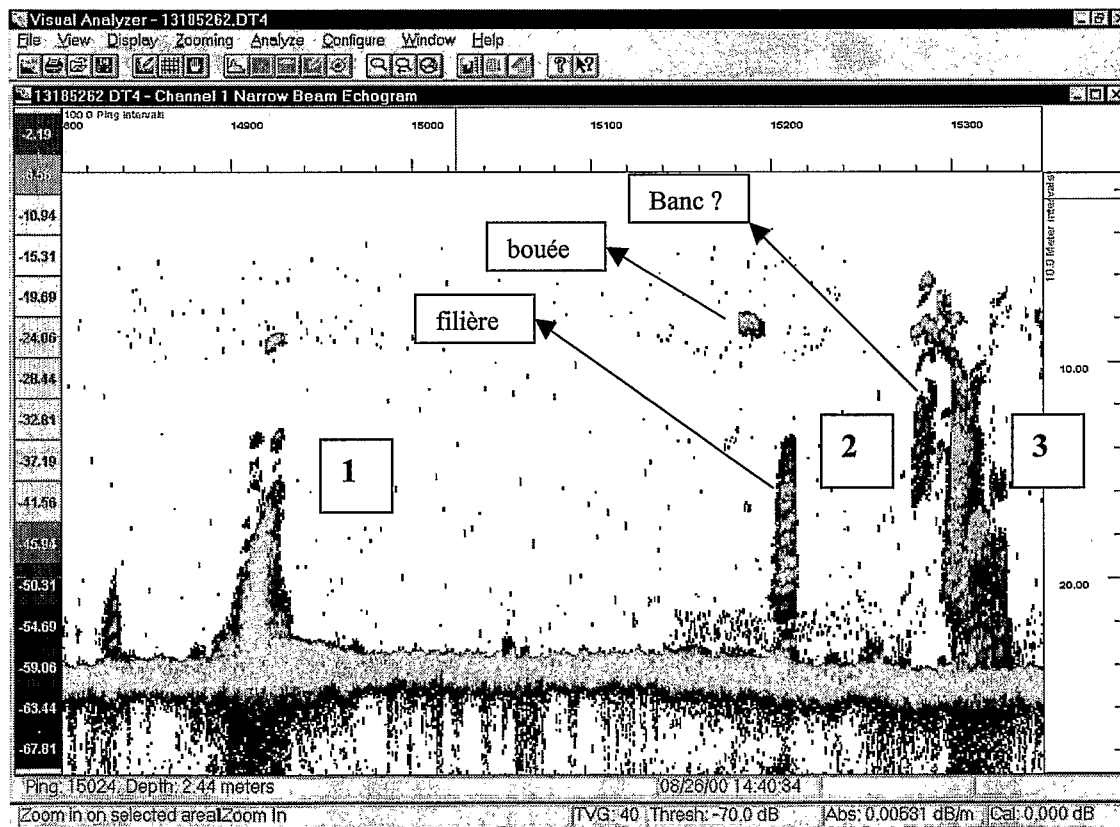 Visual Analyzer - 13185262.DT4
File View Display Zooming Analyze Configure Window Help
13185262.DT4 - Channel 1 Narrow Beam Echogram
100.0 Ping Intervals
800 14900 15000 15100 15200 15300
-2.19
-6.56
-10.94
-15.31
-19.69
-24.06
-28.44
-32.81
-37.19
-41.56
-45.94
-50.31
-54.69
-59.06
-63.44
-67.81
Banc ?
bouée
filière
1
2
3
10.0 Meter Intervals
10.00
20.00
Ping: 15024, Depth: 2.44 meters 08/26/00 14:40:34
Zoom in on selected area|Zoom In TVG: 40 Thresh: -70.0 dB Abs: 0.00531 dB/m Cal: 0.000 dB